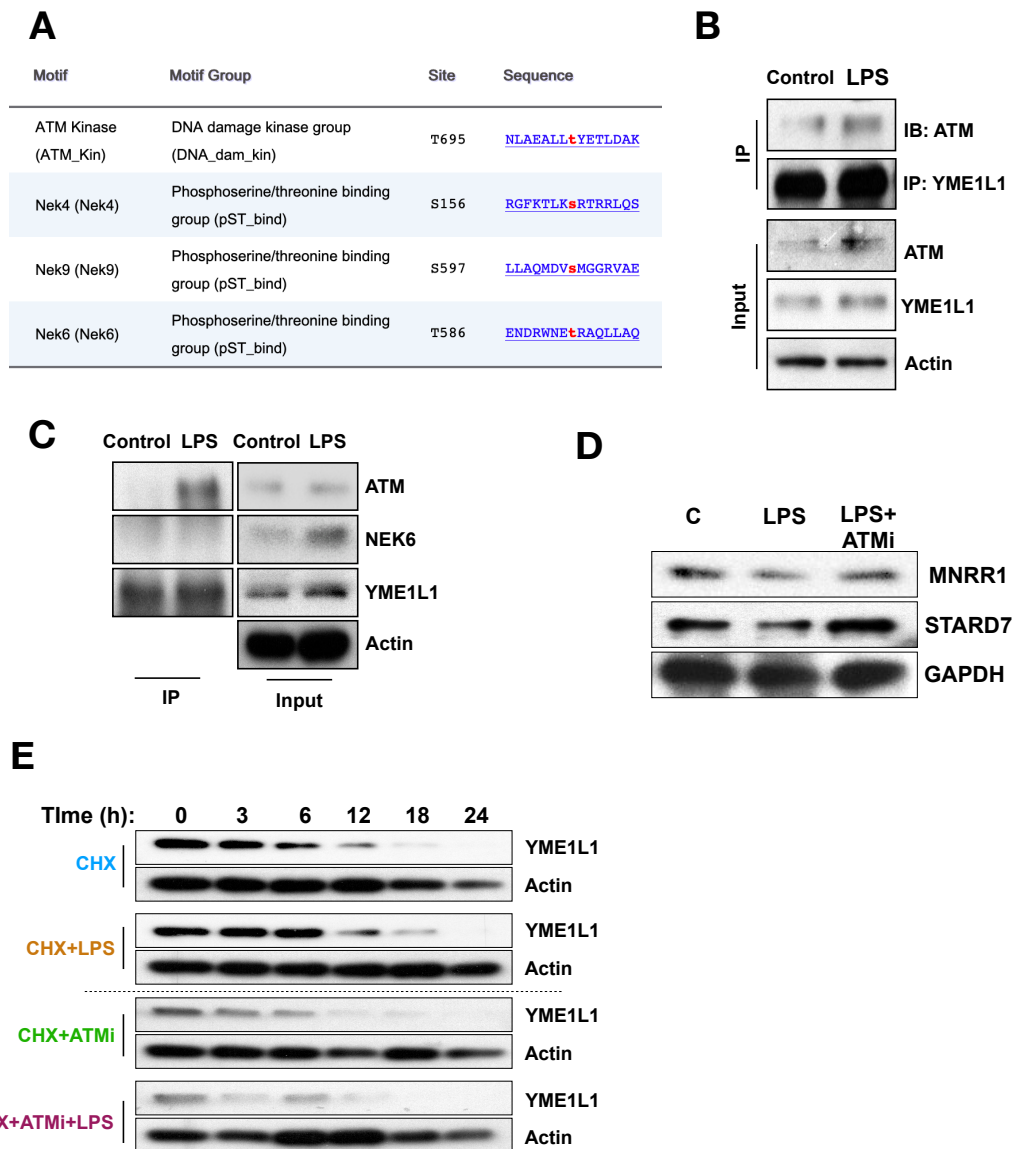 A
Motif Motif Group Site Sequence
ATM Kinase
(ATM_Kin)
DNA damage kinase group
(DNA_dam_kin)
T695
NLAEALLtYETLDAK
Nek4 (Nek4)
Phosphoserine/threonine binding
group (pST_bind)
S156
RGFKTLKsRTRRLQS
Nek9 (Nek9)
Phosphoserine/threonine binding
group (pST_bind)
S597
LLAQMDVsMGGRVAE
Nek6 (Nek6)
Phosphoserine/threonine binding
group (pST_bind)
T586
ENDRWNEtRAQLLAQ
B
Control LPS
IP
IB: ATM
IP: YME1L1
Input
ATM
YME1L1
Actin
C
Control LPS Control LPS
ATM
NEK6
YME1L1
Actin
IP
Input
D
C LPS LPS+
ATMi
MNRR1
STARD7
GAPDH
E
TIme (h): 0 3 6 12 18 24
CHX
YME1L1
Actin
CHX+LPS
YME1L1
Actin
CHX+ATMi
YME1L1
Actin
X+ATMi+LPS
YME1L1
Actin